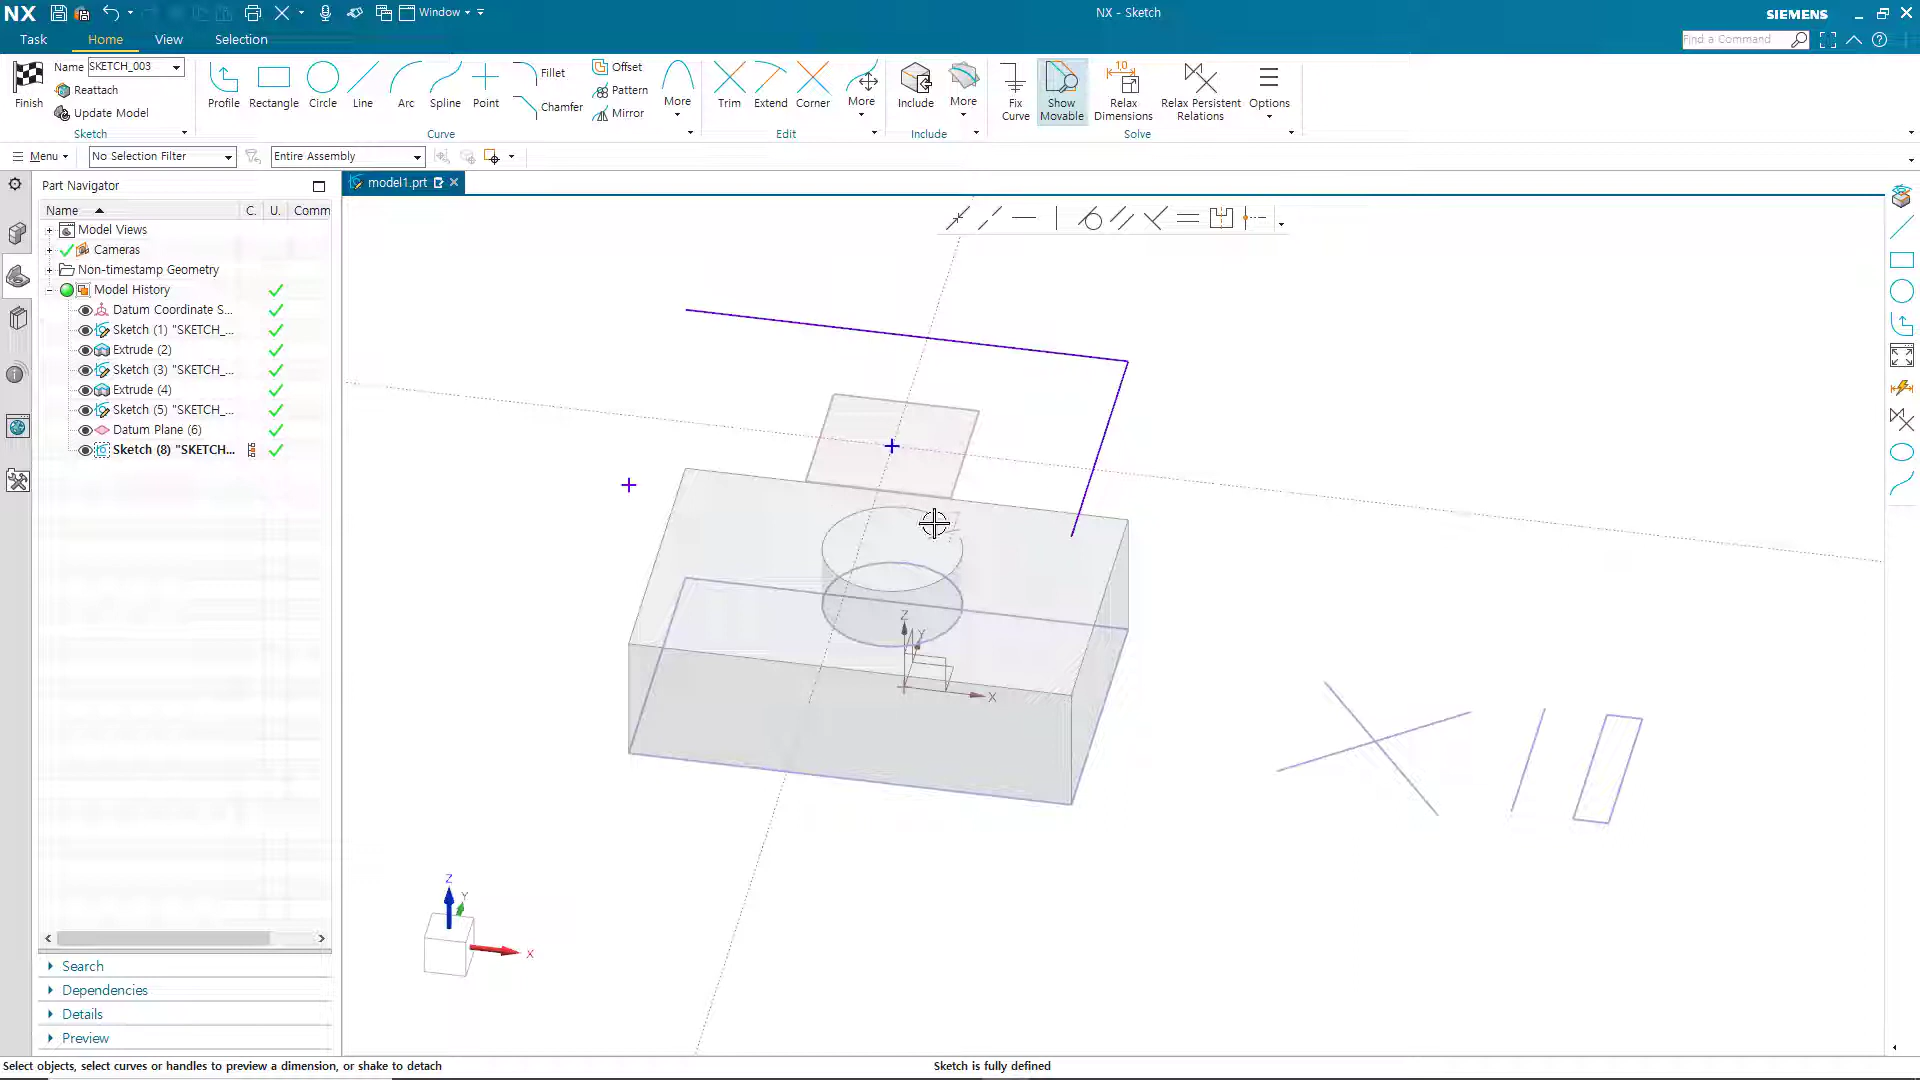 NX
Window
NX - Sketch
SIEMENS
Task
Home
View
Selection
Find a Command
Finish
Name
SKETCH_003
Reattach
Update Model
Sketch
Profile
Rectangle
Circle
Line
Arc
Spline
Point
Fillet
Chamfer
Offset
Pattern
Mirror
More
Curve
Trim
Extend
Corner
More
Edit
Include
More
Include
Fix
Curve
Show
Movable
1,0
Relax
Dimensions
Relax Persistent
Relations
Options
Solve
Menu
No Selection Filter
Entire Assembly
Part Navigator
model1.prt
Name
C.
U.
Comm
Model Views
Cameras
Non-timestamp Geometry
Model History
Datum Coordinate S...
Sketch (1) "SKETCH_...
Extrude (2)
Sketch (3) "SKETCH_...
Extrude (4)
Sketch (5) "SKETCH_...
Datum Plane (6)
Sketch (8) "SKETCH...
Z
Y
X
Z
Y
X
Search
Dependencies
Details
Preview
Select objects, select curves or handles to preview a dimension, or shake to detach
Sketch is fully defined